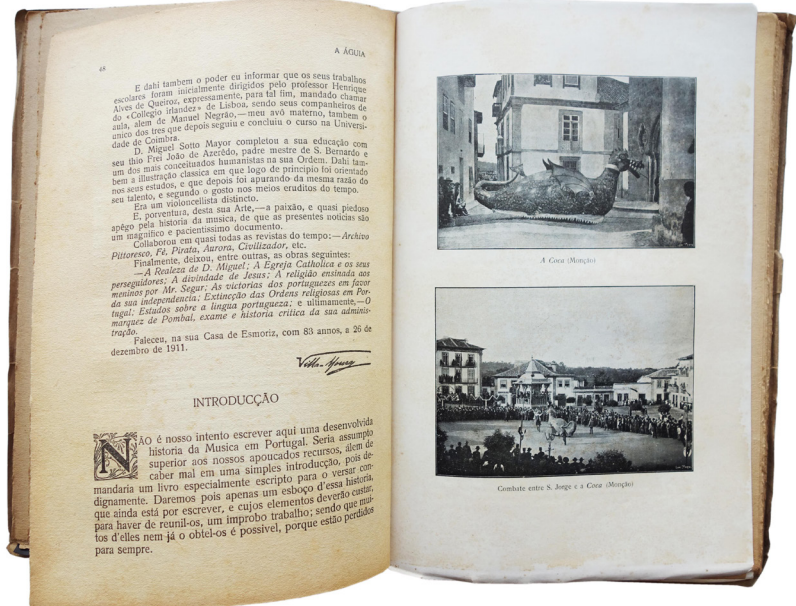 48
A ÁGUIA
E dahi tambem o poder eu informar que os seus trabalhos
escolares foram inicialmente dirigidos pelo professor Henrique
Alves de Queiroz, expressamente, para tal fim, mandado chamar
do «Collegio irlandez» de Lisboa, sendo seus companheiros de
aula, alem de Manuel Negrão,—meu avô materno, tambem o
unico dos tres que depois seguiu e concluiu o curso na Universi-
dade de Coimbra.
D. Miguel Sotto Mayor completou a sua educação com
seu thio Frei João de Azerêdo, padre mestre de S. Bernardo e
um dos mais conceituados humanistas na sua Ordem. Dahi tam-
bem a illustração classica em que logo de principio foi orientado
nos seus estudos, e que depois foi apurando da mesma razão do
seu talento, e segundo o gosto nos meios eruditos do tempo.
Era um violoncellista distincto.
E, porventura, desta sua Arte,—a paixão, e quasi piedoso
apêgo pela historia da musica, de que as presentes noticias são
um magnifico e pacientissimo documento.
Collaborou em quasi todas as revistas do tempo:—Archivo
Pittoresco, Fé, Pirata, Aurora, Civilizador, etc.
Finalmente, deixou, entre outras, as obras seguintes:
—A Realeza de D. Miguel; A Egreja Catholica e os seus
perseguidores; A divindade de Jesus; A religião ensinada aos
meninos por Mr. Segur; As victorias dos portuguezes em favor
da sua independencia; Extincção das Ordens religiosas em Por-
tugal; Estudos sobre a lingua portugueza; e ultimamente,—O
marquez de Pombal, exame e historia critica da sua adminis-
tração.
Faleceu, na sua Casa de Esmoriz, com 83 annos, a 26 de
dezembro de 1911.
Villa-Moura
INTRODUCÇÃO
NÃO é nosso intento escrever aqui uma desenvolvida
historia da Musica em Portugal. Seria assumpto
superior aos nossos apoucados recursos, álem de
caber mal em uma simples introducção, pois de-
mandaria um livro especialmente escripto para o versar con-
dignamente. Daremos pois apenas um esboço d'essa historia,
que ainda está por escrever, e cujos elementos deverão custar,
para haver de reunil-os, um improbo trabalho; sendo que mui-
tos d'elles nem já o obtel-os é possivel, porque estão perdidos
para sempre.
A Coca (Monção)
Combate entre S. Jorge e a Coca (Monção)